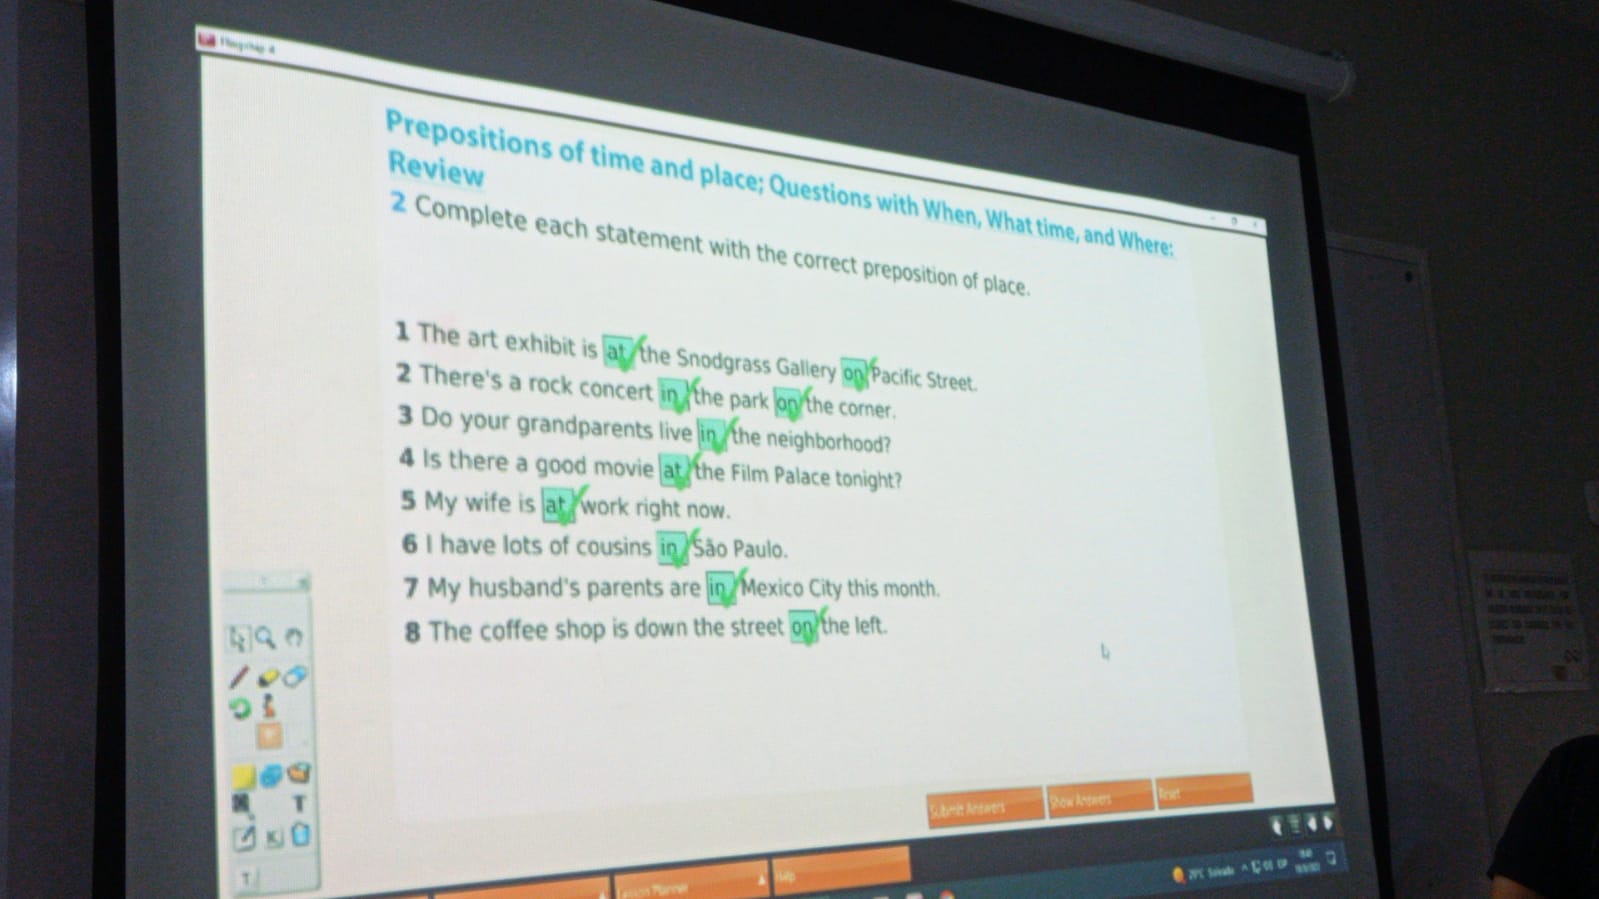 Prepositions of time and place; Questions with When, What time, and Where:
Review
2 Complete each statement with the correct preposition of place.
1 The art exhibit is at the Snodgrass Gallery on Pacific Street.
2 There's a rock concert in the park on the corner.
3 Do your grandparents live in the neighborhood?
4 Is there a good movie at the Film Palace tonight?
5 My wife is at work right now.
6 I have lots of cousins in São Paulo.
7 My husband's parents are in Mexico City this month.
8 The coffee shop is down the street on the left.
T
Submit Answers Show Answers Reset
T
Lesson Planner Help